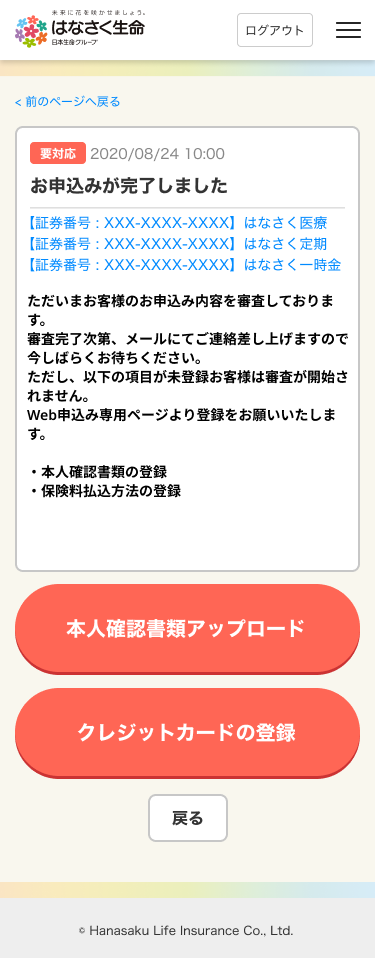 未来に花を咲かせましょう。
はなさく生命
日本生命グループ
ログアウト
< 前のページへ戻る
要対応 2020/08/24 10:00
お申込みが完了しました
【証券番号 : XXX-XXXX-XXXX】はなさく医療
【証券番号 : XXX-XXXX-XXXX】はなさく定期
【証券番号 : XXX-XXXX-XXXX】はなさく一時金
ただいまお客様のお申込み内容を審査しておりま
す。
審査完了次第、メールにてご連絡差し上げますので
今しばらくお待ちください。
ただし、以下の項目が未登録お客様は審査が開始さ
れません。
Web申込み専用ページより登録をお願いいたしま
す。
・本人確認書類の登録
・保険料払込方法の登録
本人確認書類アップロード
クレジットカードの登録
戻る
© Hanasaku Life Insurance Co., Ltd.